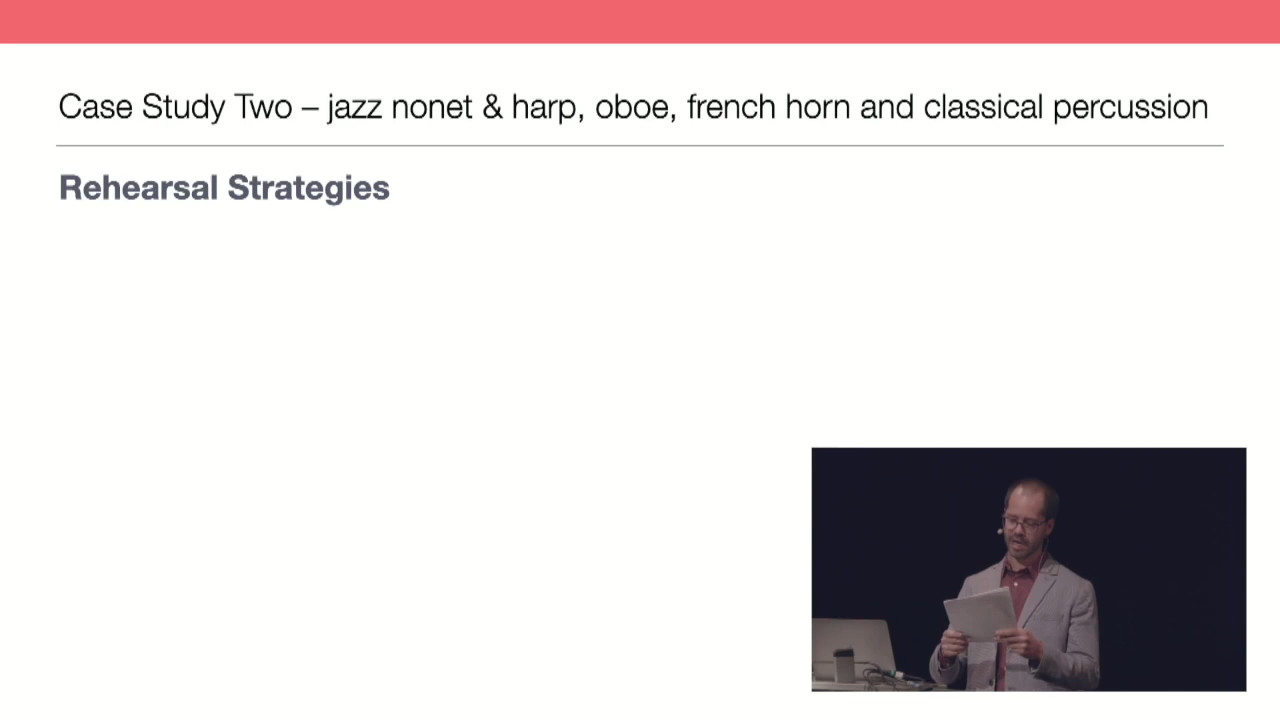 Case Study Two – jazz nonet & harp, oboe, french horn and classical percussion
Rehearsal Strategies